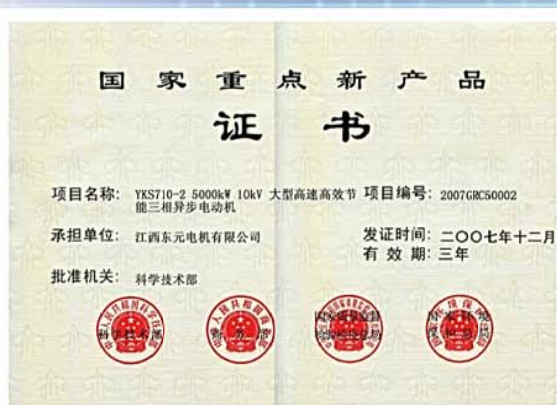 国家重点新产品
证书
项目名称: YKS710-2 5000kW 10kV 大型高速高效节
能三相异步电动机
项目编号: 2007GRC50002
承担单位: 江西东元电机有限公司
发证时间: 二〇〇七年十二月
有 效 期: 三年
批准机关: 科学技术部